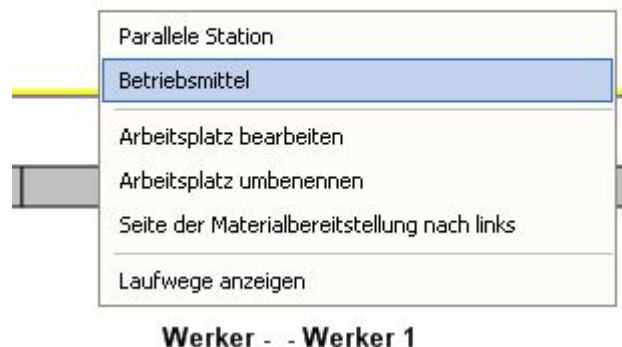 Parallele Station
Betriebsmittel
Arbeitsplatz bearbeiten
Arbeitsplatz umbenennen
Seite der Materialbereitstellung nach links
Laufwege anzeigen
Werker - - Werker 1